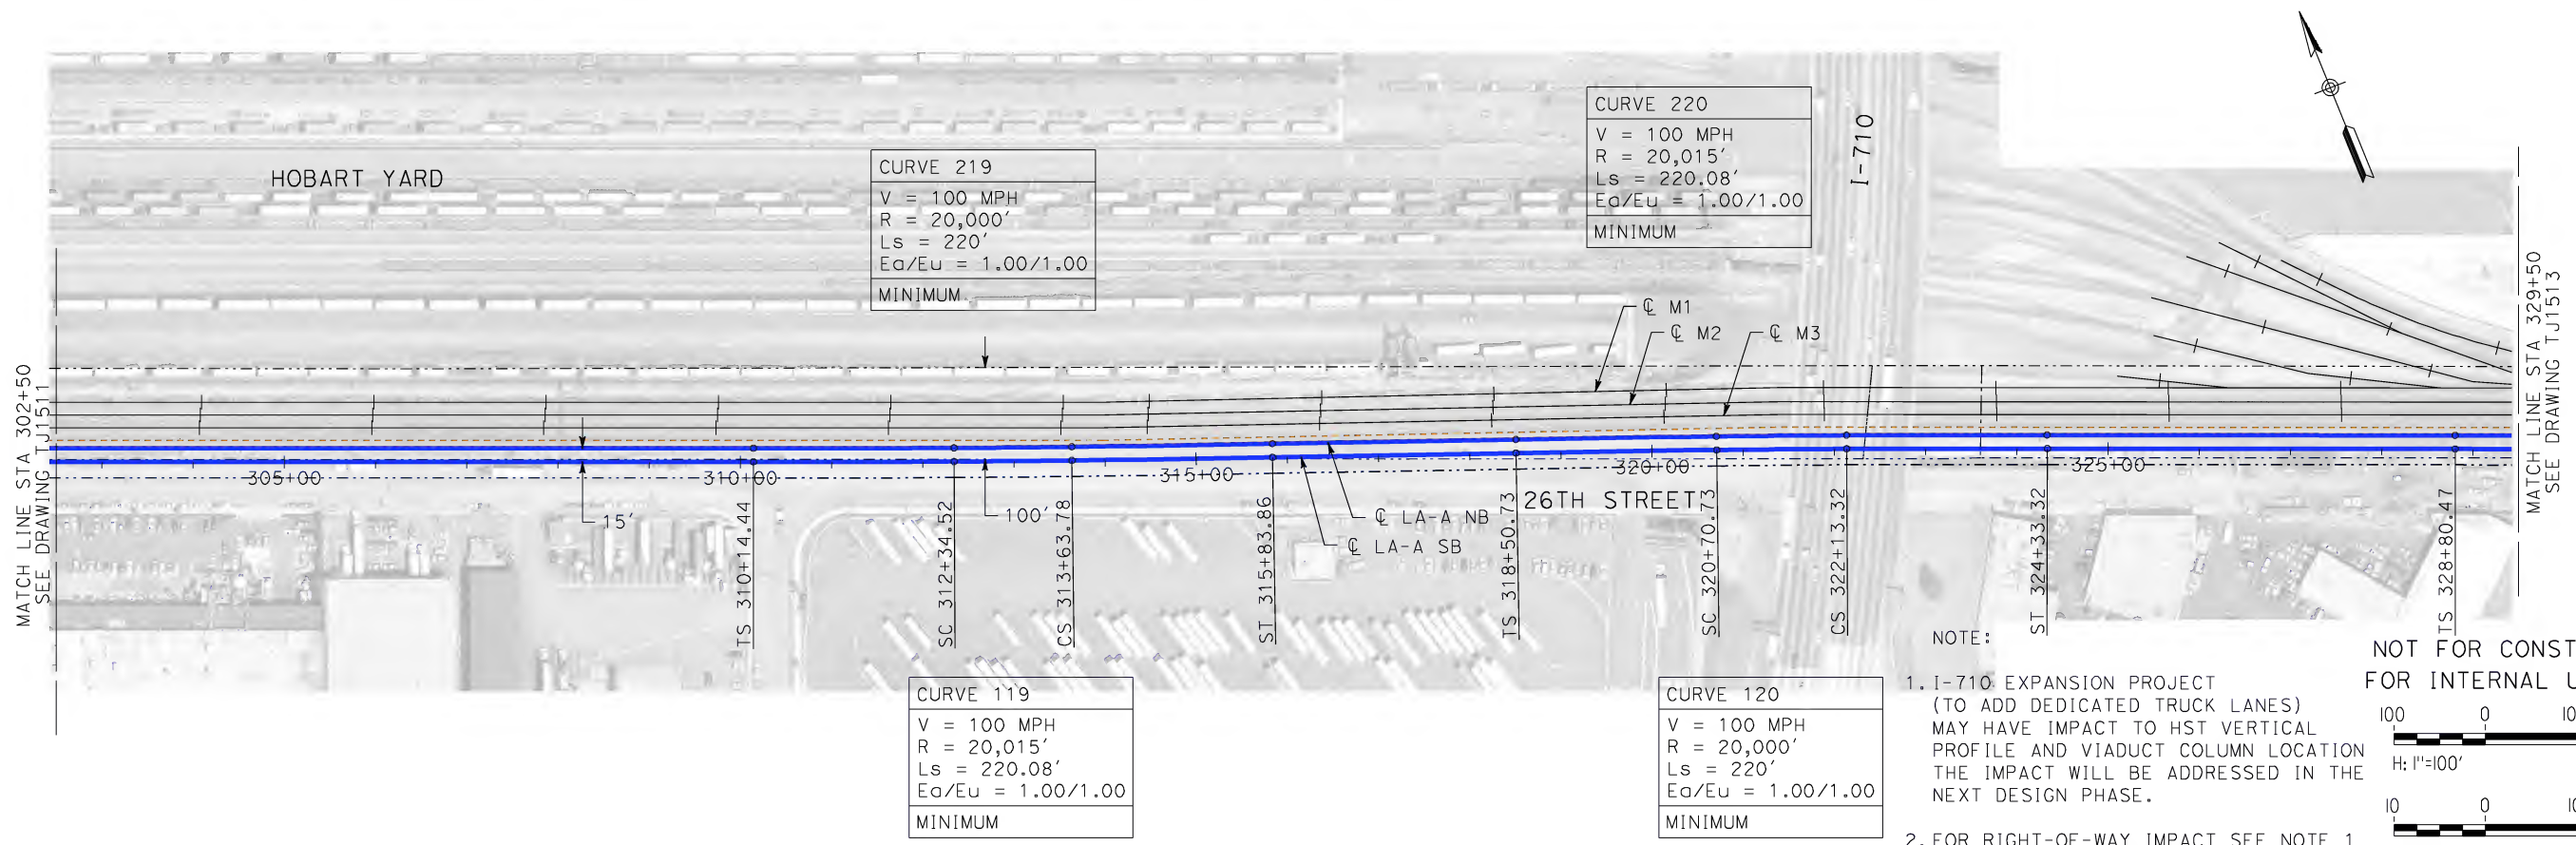 HOBART YARD
CURVE 219
V = 100 MPH
R = 20,000'
Ls = 220'
Ea/Eu = 1.00/1.00
MINIMUM
CURVE 220
V = 100 MPH
R = 20,015'
Ls = 220.08'
Ea/Eu = 1.00/1.00
MINIMUM
I-710
℄ M1
℄ M2
℄ M3
MATCH LINE STA 302+50
SEE DRAWING TJ1511
MATCH LINE STA 329+50
SEE DRAWING TJ15113
305+00
310+00
315+00
320+00
325+00
15'
100'
℄ LA-A NB
℄ LA-A SB
26TH STREET
TS 310+14.44
SC 312+34.52
CS 313+63.78
ST 315+83.86
TS 318+50.73
SC 320+70.73
CS 322+13.32
ST 324+33.32
TS 328+80.47
CURVE 119
V = 100 MPH
R = 20,015'
Ls = 220.08'
Ea/Eu = 1.00/1.00
MINIMUM
CURVE 120
V = 100 MPH
R = 20,000'
Ls = 220'
Ea/Eu = 1.00/1.00
MINIMUM
NOTE:
1. I-710 EXPANSION PROJECT
(TO ADD DEDICATED TRUCK LANES)
MAY HAVE IMPACT TO HST VERTICAL
PROFILE AND VIADUCT COLUMN LOCATION
THE IMPACT WILL BE ADDRESSED IN THE
NEXT DESIGN PHASE.
2. FOR RIGHT-OF-WAY IMPACT SEE NOTE 1
NOT FOR CONST
FOR INTERNAL U
100 0 10
H: 1"=100'
10 0 10